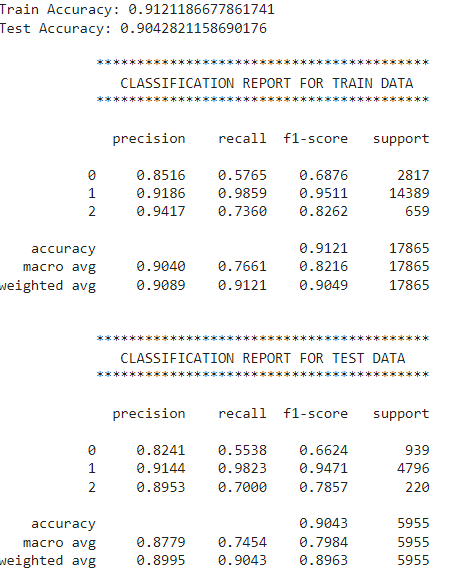 Train Accuracy: 0.9121186677861741
Test Accuracy: 0.9042821158690176
******************************************
CLASSIFICATION REPORT FOR TRAIN DATA
******************************************
precision recall f1-score support
0 0.8516 0.5765 0.6876 2817
1 0.9186 0.9859 0.9511 14389
2 0.9417 0.7360 0.8262 659
accuracy 0.9121 17865
macro avg 0.9040 0.7661 0.8216 17865
weighted avg 0.9089 0.9121 0.9049 17865
******************************************
CLASSIFICATION REPORT FOR TEST DATA
******************************************
precision recall f1-score support
0 0.8241 0.5538 0.6624 939
1 0.9144 0.9823 0.9471 4796
2 0.8953 0.7000 0.7857 220
accuracy 0.9043 5955
macro avg 0.8779 0.7454 0.7984 5955
weighted avg 0.8995 0.9043 0.8963 5955